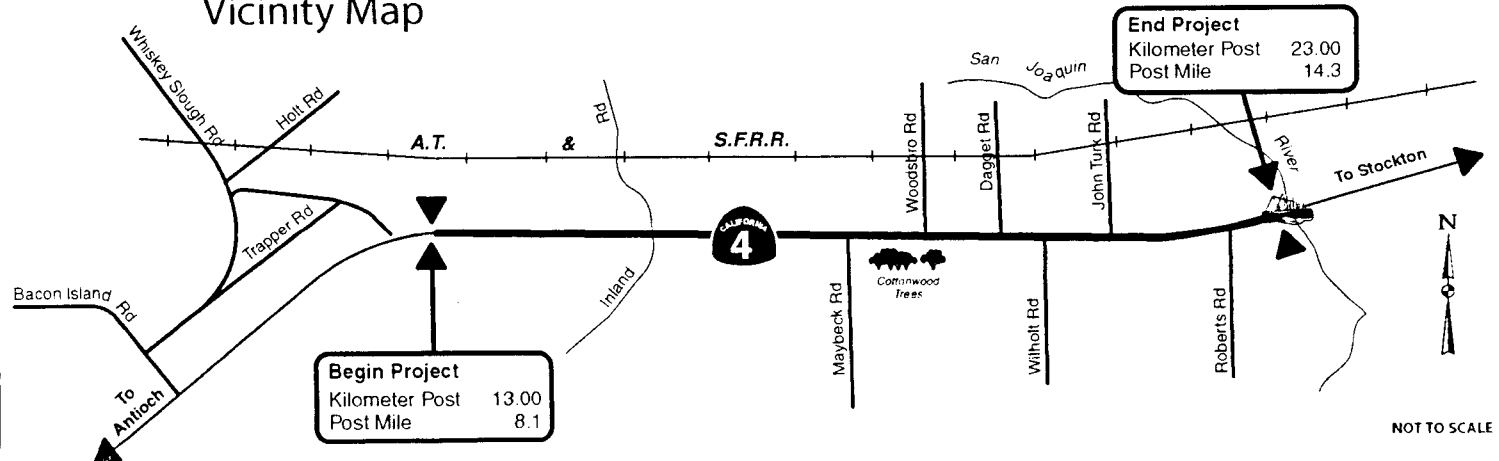 Vicinity Map
Whiskey Slough Rd
Holt Rd
A.T. & S.F.R.R.
Trapper Rd
Bacon Island Rd
To Antioch
Begin Project
Kilometer Post 13.00
Post Mile 8.1
Inland Rd
CALIFORNIA
4
Maybeck Rd
Cottonwood
Trees
Woodsbro Rd
Dagget Rd
Wilholt Rd
John Turk Rd
Roberts Rd
San Joaquin River
End Project
Kilometer Post 23.00
Post Mile 14.3
To Stockton
N
NOT TO SCALE